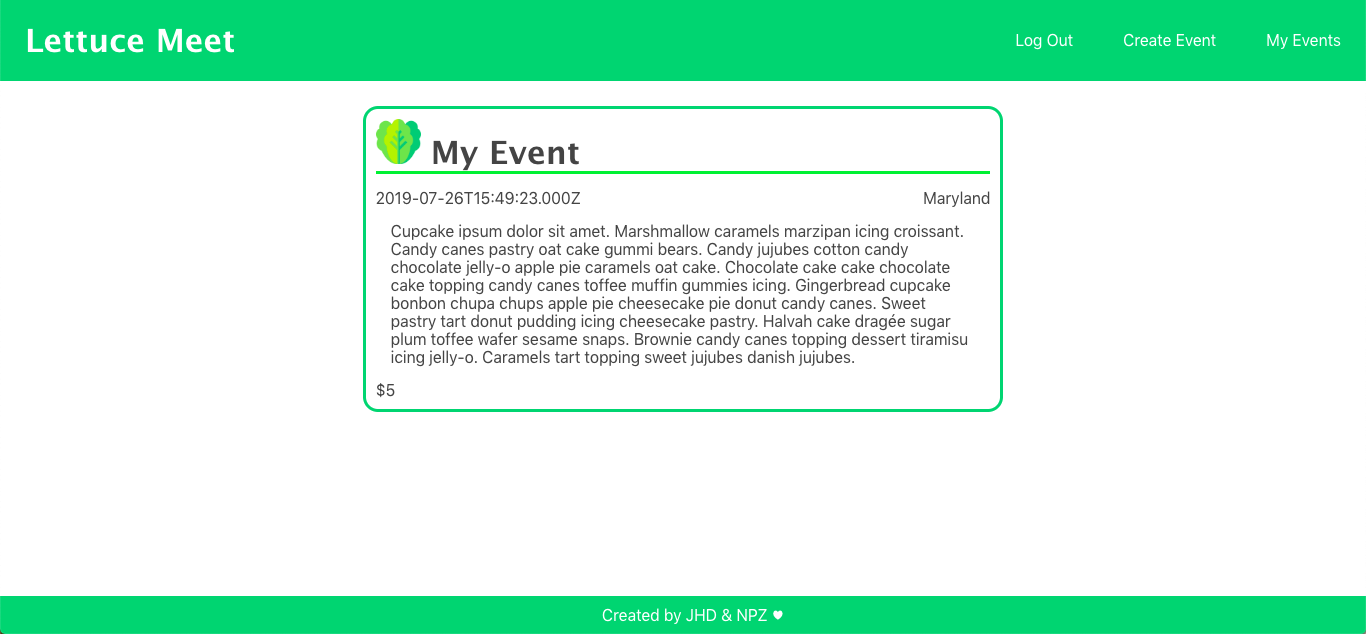 Lettuce Meet
Log Out Create Event My Events
My Event
2019-07-26T15:49:23.000Z Maryland
Cupcake ipsum dolor sit amet. Marshmallow caramels marzipan icing croissant.
Candy canes pastry oat cake gummi bears. Candy jujubes cotton candy
chocolate jelly-o apple pie caramels oat cake. Chocolate cake cake chocolate
cake topping candy canes toffee muffin gummies icing. Gingerbread cupcake
bonbon chupa chups apple pie cheesecake pie donut candy canes. Sweet
pastry tart donut pudding icing cheesecake pastry. Halvah cake dragée sugar
plum toffee wafer sesame snaps. Brownie candy canes topping dessert tiramisu
icing jelly-o. Caramels tart topping sweet jujubes danish jujubes.
$5
Created by JHD & NPZ ♥